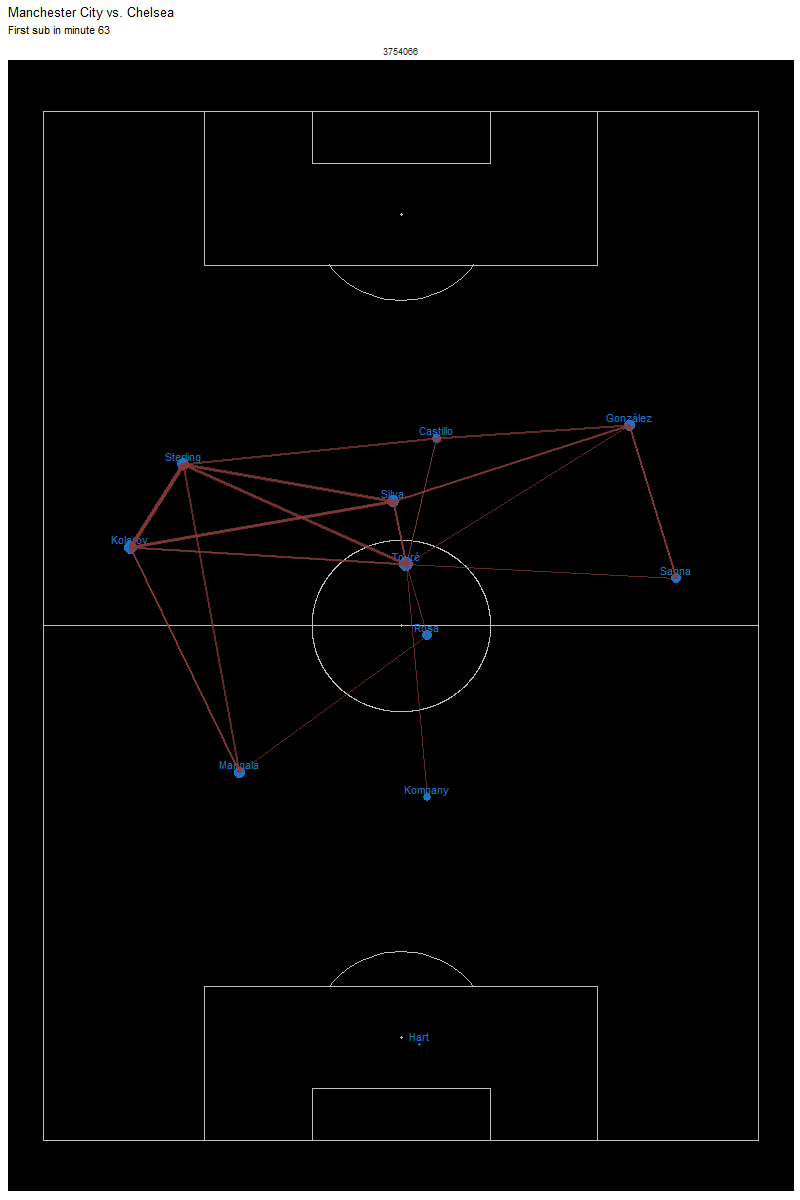 Manchester City vs. Chelsea
First sub in minute 63
3754066
González
Castillo
Sterling
Silva
Kolarov
Touré
Sagna
Rosa
Mangala
Kompany
Hart